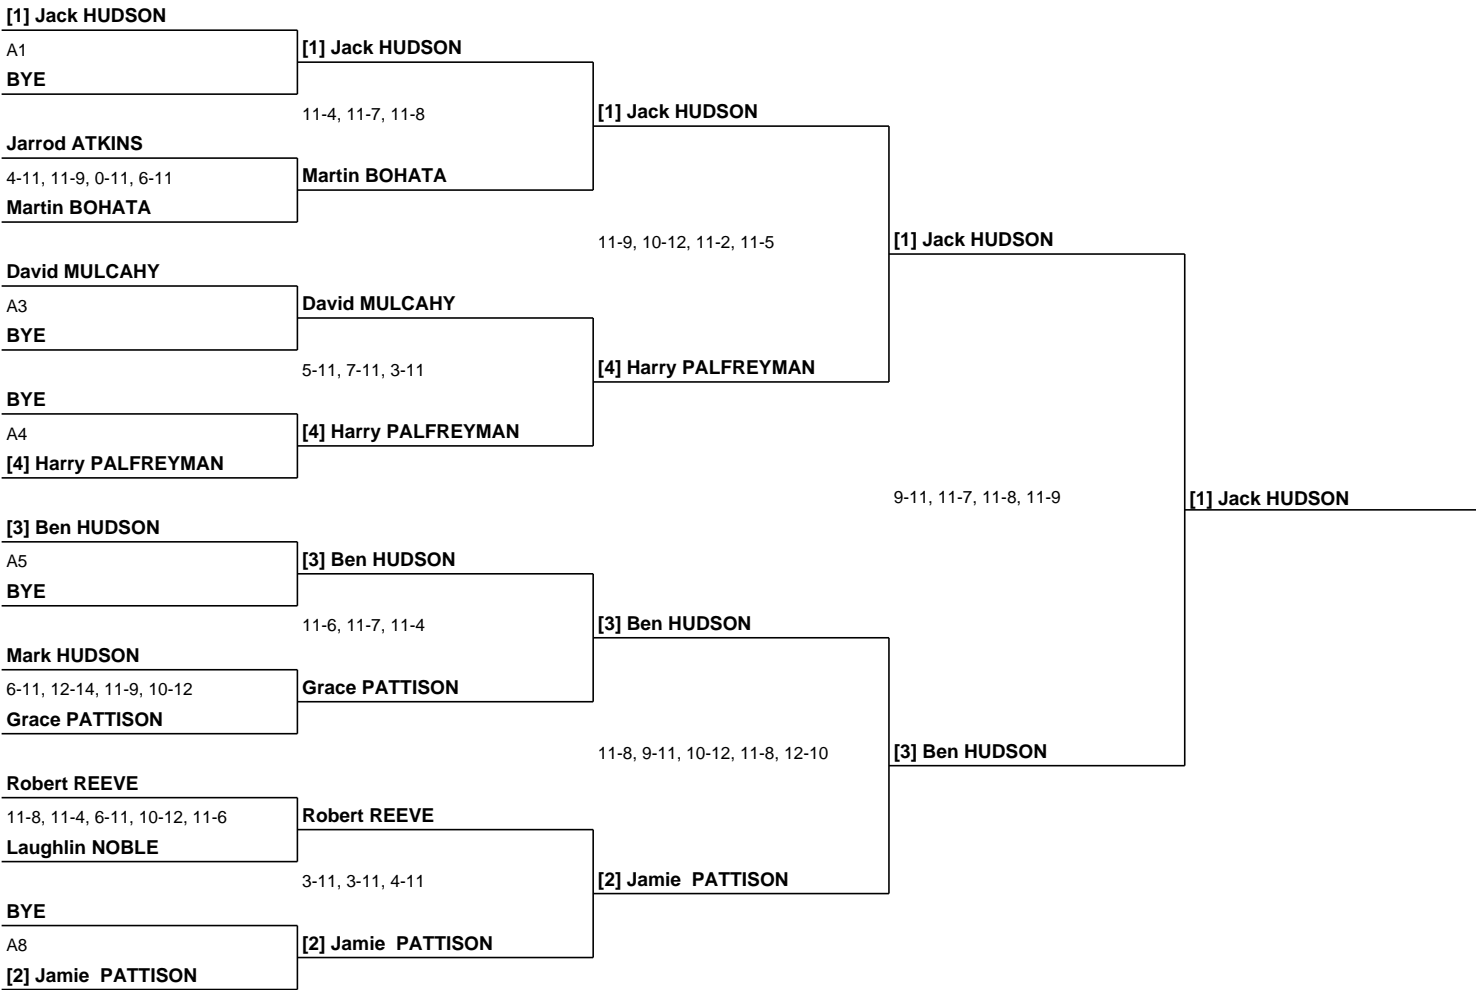 [1] Jack HUDSON
A1
BYE
Jarrod ATKINS
4-11, 11-9, 0-11, 6-11
Martin BOHATA
David MULCAHY
A3
BYE
BYE
A4
[4] Harry PALFREYMAN
[3] Ben HUDSON
A5
BYE
Mark HUDSON
6-11, 12-14, 11-9, 10-12
Grace PATTISON
Robert REEVE
11-8, 11-4, 6-11, 10-12, 11-6
Laughlin NOBLE
BYE
A8
[2] Jamie  PATTISON
[1] Jack HUDSON
11-4, 11-7, 11-8
Martin BOHATA
David MULCAHY
5-11, 7-11, 3-11
[4] Harry PALFREYMAN
[3] Ben HUDSON
11-6, 11-7, 11-4
Grace PATTISON
Robert REEVE
3-11, 3-11, 4-11
[2] Jamie  PATTISON
[1] Jack HUDSON
11-9, 10-12, 11-2, 11-5
[4] Harry PALFREYMAN
[3] Ben HUDSON
11-8, 9-11, 10-12, 11-8, 12-10
[2] Jamie  PATTISON
[1] Jack HUDSON
9-11, 11-7, 11-8, 11-9
[3] Ben HUDSON
[1] Jack HUDSON